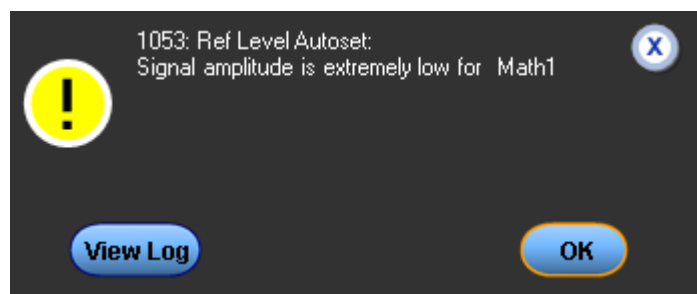 1053: Ref Level Autoset:
Signal amplitude is extremely low for Math1
X
!
View Log
OK